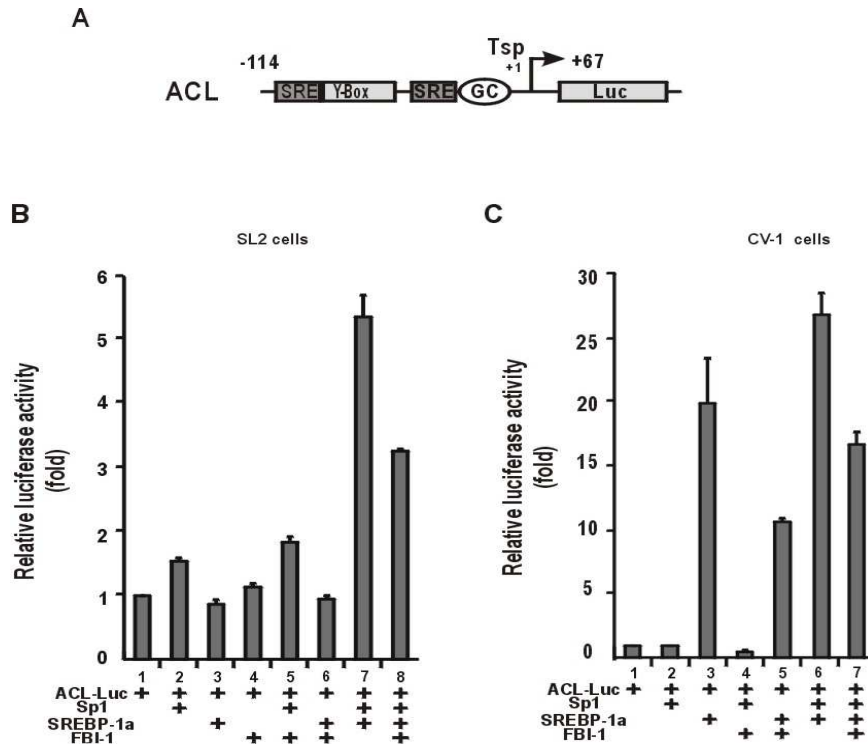 A
Tsp
-114 +1 +67
ACL SRE Y-Box SRE GC Luc
B
SL2 cells
Relative luciferase activity
(fold)
6
5
4
3
2
1
0
1 2 3 4 5 6 7 8
ACL-Luc + + + + + + + +
Sp1 + + + +
SREBP-1a + + + +
FBI-1 + + + +
C
CV-1 cells
Relative luciferase activity
(fold)
30
25
20
15
10
5
0
1 2 3 4 5 6 7
ACL-Luc + + + + + + +
Sp1 + + + +
SREBP-1a + + + +
FBI-1 + + +